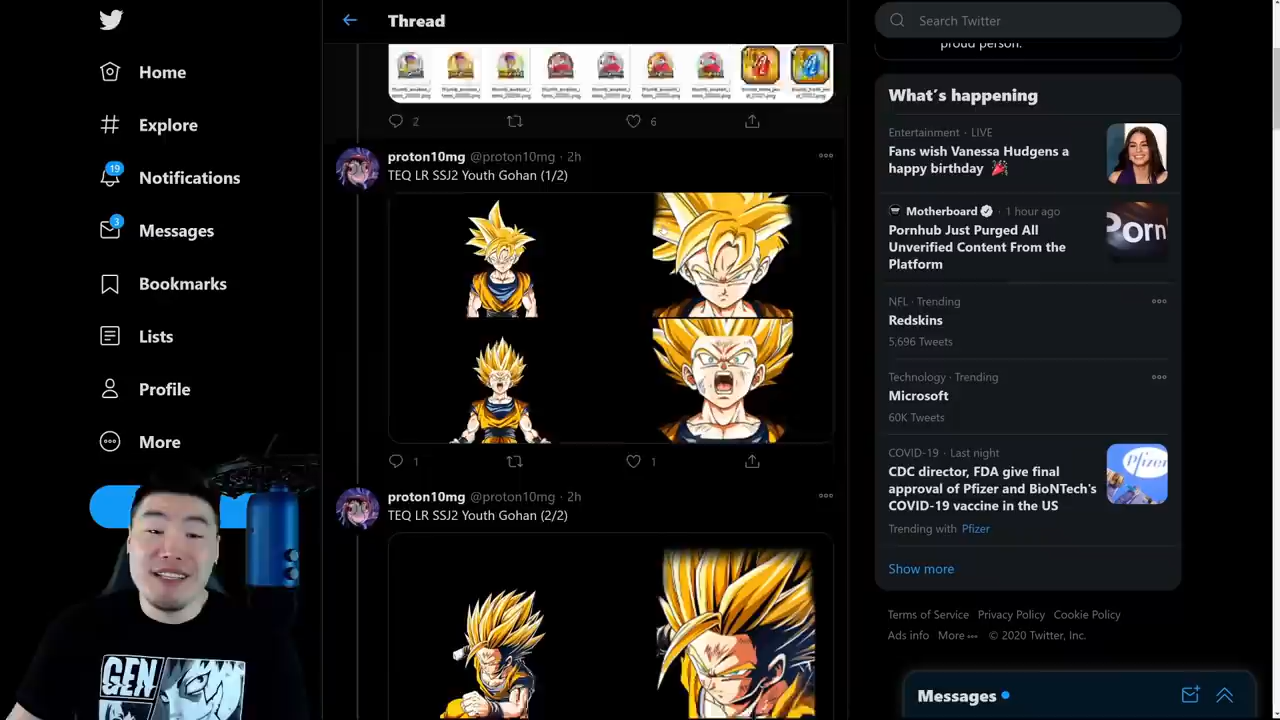 Home
Explore
19
Notifications
3
Messages
Bookmarks
Lists
Profile
More
GEN
Thread
2
6
proton10mg @proton10mg · 2h
TEQ LR SSJ2 Youth Gohan (1/2)
1
1
proton10mg @proton10mg · 2h
TEQ LR SSJ2 Youth Gohan (2/2)
Search Twitter
proud person.
What's happening
Entertainment · LIVE
Fans wish Vanessa Hudgens a
happy birthday 🎉
Motherboard · 1 hour ago
Pornhub Just Purged All
Unverified Content From the
Platform
Porn
NFL · Trending
Redskins
5,696 Tweets
Technology · Trending
Microsoft
60K Tweets
COVID-19 · Last night
CDC director, FDA give final
approval of Pfizer and BioNTech's
COVID-19 vaccine in the US
Pfizer
Trending with Pfizer
Show more
Terms of Service Privacy Policy Cookie Policy
Ads info More ••• © 2020 Twitter, Inc.
Messages